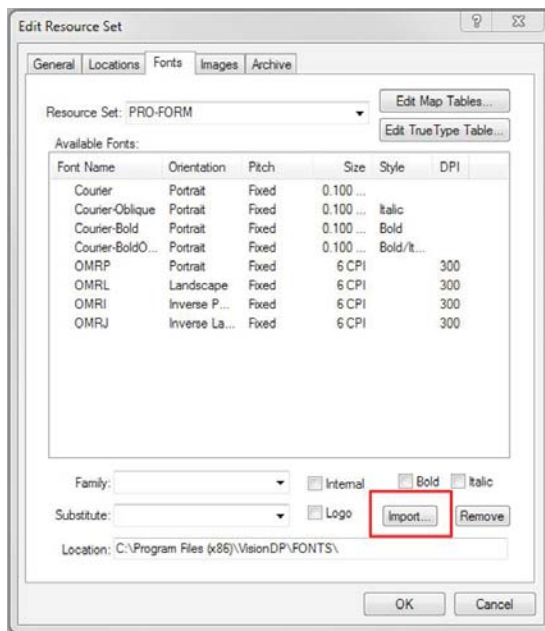 Edit Resource Set
General Locations Fonts Images Archive
Resource Set: PRO-FORM
Edit Map Tables...
Edit TrueType Table...
Available Fonts:
Font Name Orientation Pitch Size Style DPI
Courier Portrait Fixed 0.100 ...
Courier-Oblique Portrait Fixed 0.100 ... Italic
Courier-Bold Portrait Fixed 0.100 ... Bold
Courier-BoldO... Portrait Fixed 0.100 ... Bold/It...
OMRP Portrait Fixed 6 CPI 300
OMRL Landscape Fixed 6 CPI 300
OMRI Inverse P... Fixed 6 CPI 300
OMRJ Inverse La... Fixed 6 CPI 300
Family: Internal Bold Italic
Substitute: Logo Import... Remove
Location: C:\Program Files (x86)\VisionDP\FONTS\
OK Cancel